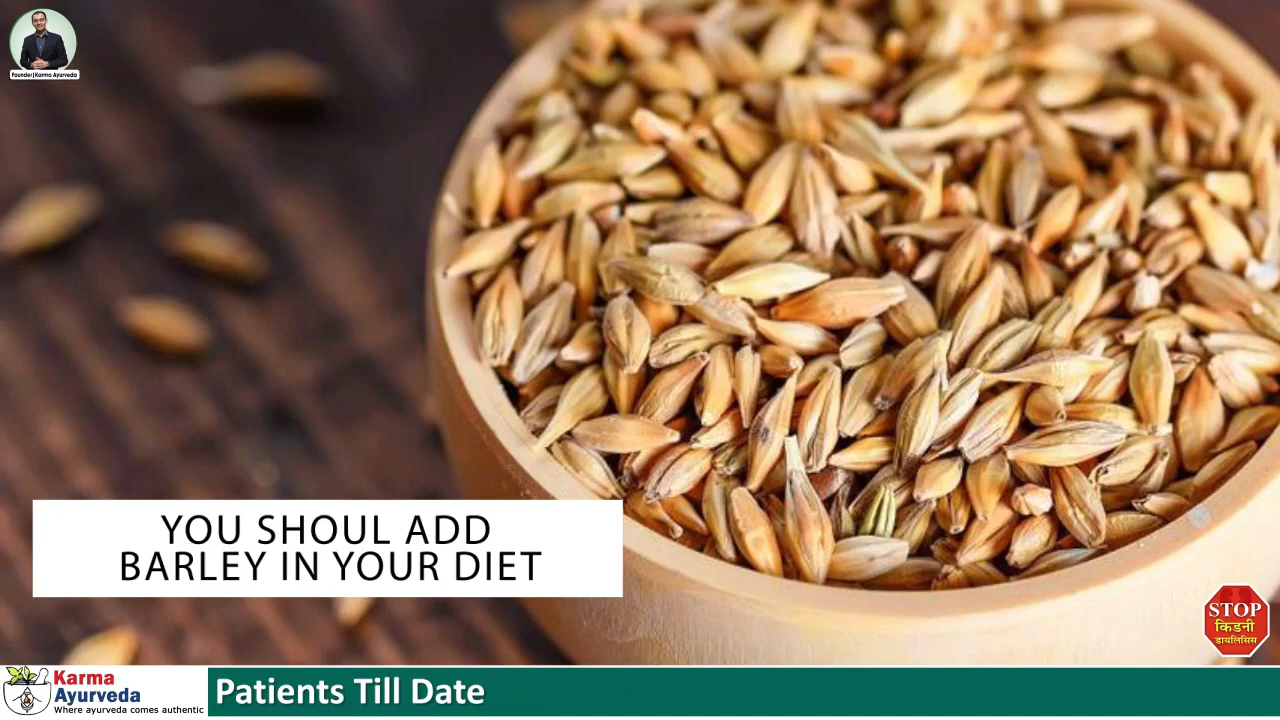 Founder|Karma Ayurveda
YOU SHOUL ADD
BARLEY IN YOUR DIET
STOP
किडनी
डायलिसिस
Karma
Ayurveda
Where ayurveda comes authentic
Patients Till Date